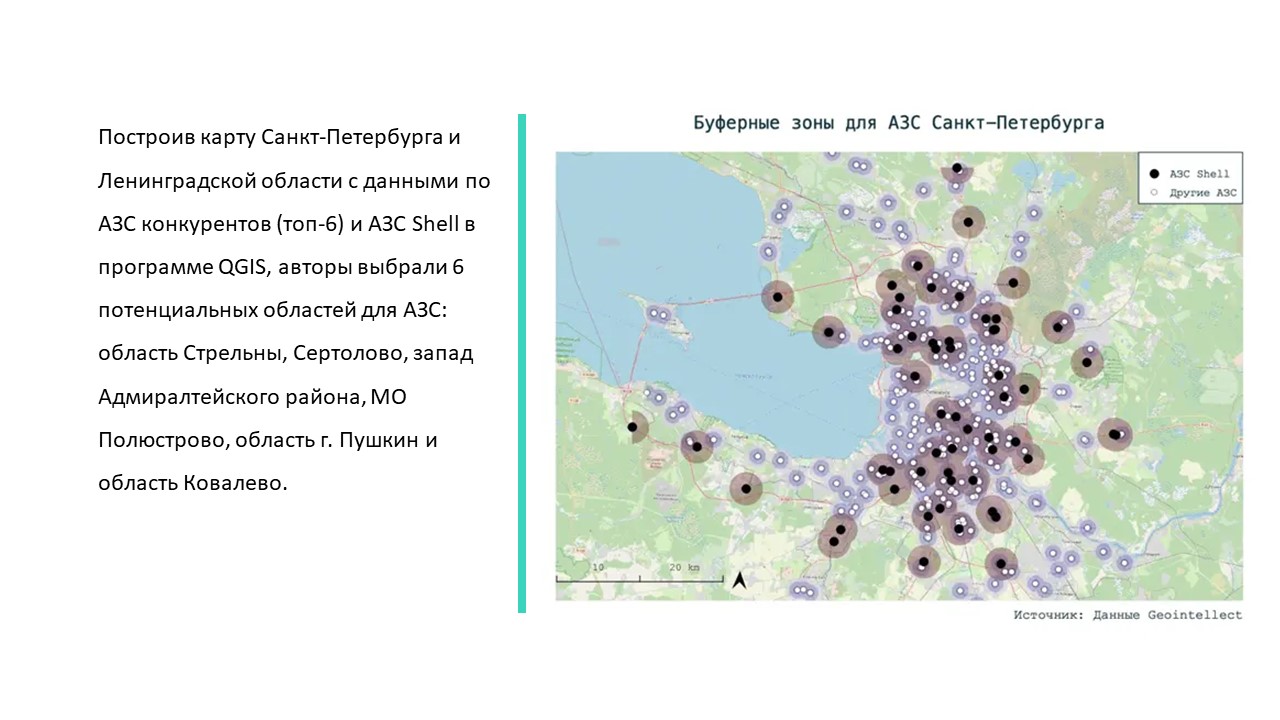 Построив карту Санкт-Петербурга и
Ленинградской области с данными по
АЗС конкурентов (топ-6) и АЗС Shell в
программе QGIS, авторы выбрали 6
потенциальных областей для АЗС:
область Стрельны, Сертолово, запад
Адмиралтейского района, МО
Полюстрово, область г. Пушкин и
область Ковалево.
Буферные зоны для АЗС Санкт-Петербурга
АЗС Shell
Другие АЗС
10 20 km
Источник: Данные Geointellect